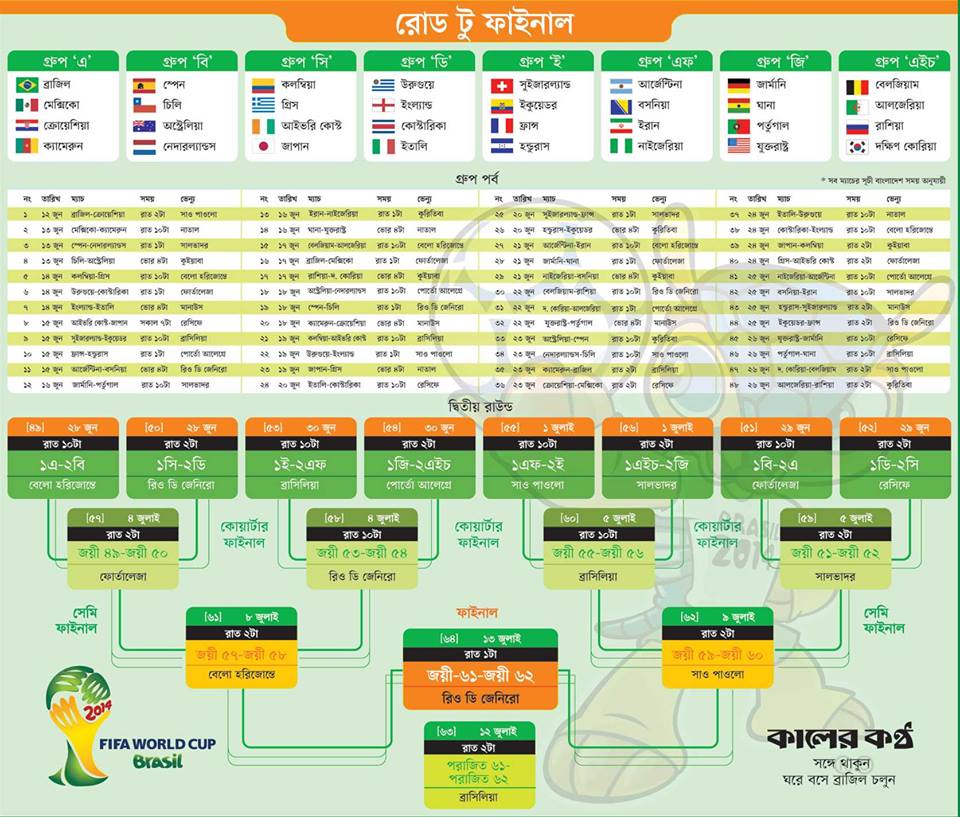 রোড টু ফাইনাল
গ্রুপ ‘এ’
ব্রাজিল
মেক্সিকো
ক্রোয়েশিয়া
ক্যামেরুন
গ্রুপ ‘বি’
স্পেন
চিলি
অস্ট্রেলিয়া
নেদারল্যান্ডস
গ্রুপ ‘সি’
কলম্বিয়া
গ্রিস
আইভরি কোস্ট
জাপান
গ্রুপ ‘ডি’
উরুগুয়ে
ইংল্যান্ড
কোস্টারিকা
ইতালি
গ্রুপ ‘ই’
সুইজারল্যান্ড
ইকুয়েডর
ফ্রান্স
হন্ডুরাস
গ্রুপ ‘এফ’
আর্জেন্টিনা
বসনিয়া
ইরান
নাইজেরিয়া
গ্রুপ ‘জি’
জার্মানি
ঘানা
পর্তুগাল
যুক্তরাষ্ট্র
গ্রুপ ‘এইচ’
বেলজিয়াম
আলজেরিয়া
রাশিয়া
দক্ষিণ কোরিয়া
গ্রুপ পর্ব
* সব ম্যাচের সূচী বাংলাদেশ সময় অনুযায়ী
নং তারিখ ম্যাচ সময় ভেন্যু
১ ১২ জুন ব্রাজিল-ক্রোয়েশিয়া রাত ২টা সাও পাওলো
২ ১৩ জুন মেক্সিকো-ক্যামেরুন রাত ১০টা নাতাল
৩ ১৩ জুন স্পেন-নেদারল্যান্ডস রাত ১টা সালভাদর
৪ ১৩ জুন চিলি-অস্ট্রেলিয়া ভোর ৪টা কুইয়াবা
৫ ১৪ জুন কলম্বিয়া-গ্রিস রাত ১০টা বেলো হরিজোন্তে
৬ ১৪ জুন উরুগুয়ে-কোস্টারিকা রাত ১টা ফোর্তালেজা
৭ ১৪ জুন ইংল্যান্ড-ইতালি ভোর ৪টা মানাউস
৮ ১৫ জুন আইভরি কোস্ট-জাপান সকাল ৭টা রেসিফে
৯ ১৫ জুন সুইজারল্যান্ড-ইকুয়েডর রাত ১০টা ব্রাসিলিয়া
১০ ১৫ জুন ফ্রান্স-হন্ডুরাস রাত ১টা পোর্তো আলেগ্রে
১১ ১৫ জুন আর্জেন্টিনা-বসনিয়া ভোর ৪টা রিও ডি জেনিরো
১২ ১৬ জুন জার্মানি-পর্তুগাল রাত ১০টা সালভাদর
নং তারিখ ম্যাচ সময় ভেন্যু
১৩ ১৬ জুন ইরান-নাইজেরিয়া রাত ১টা কুরিতিবা
১৪ ১৬ জুন ঘানা-যুক্তরাষ্ট্র ভোর ৪টা নাতাল
১৫ ১৭ জুন বেলজিয়াম-আলজেরিয়া রাত ১০টা বেলো হরিজোন্তে
১৬ ১৭ জুন ব্রাজিল-মেক্সিকো রাত ১টা ফোর্তালেজা
১৭ ১৭ জুন রাশিয়া-দ. কোরিয়া ভোর ৪টা কুইয়াবা
১৮ ১৮ জুন অস্ট্রেলিয়া-নেদারল্যান্ডস রাত ১০টা পোর্তো আলেগ্রে
১৯ ১৮ জুন স্পেন-চিলি রাত ১টা রিও ডি জেনিরো
২০ ১৮ জুন ক্যামেরুন-ক্রোয়েশিয়া ভোর ৪টা মানাউস
২১ ১৯ জুন কলম্বিয়া-আইভরি কোস্ট রাত ১০টা ব্রাসিলিয়া
২২ ১৯ জুন উরুগুয়ে-ইংল্যান্ড রাত ১টা সাও পাওলো
২৩ ১৯ জুন জাপান-গ্রিস ভোর ৪টা নাতাল
২৪ ২০ জুন ইতালি-কোস্টারিকা রাত ১০টা রেসিফে
নং তারিখ ম্যাচ সময় ভেন্যু
২৫ ২০ জুন সুইজারল্যান্ড-ফ্রান্স রাত ১টা সালভাদর
২৬ ২০ জুন হন্ডুরাস-ইকুয়েডর ভোর ৪টা কুরিতিবা
২৭ ২১ জুন আর্জেন্টিনা-ইরান রাত ১০টা বেলো হরিজোন্তে
২৮ ২১ জুন জার্মানি-ঘানা রাত ১টা ফোর্তালেজা
২৯ ২১ জুন নাইজেরিয়া-বসনিয়া ভোর ৪টা কুইয়াবা
৩০ ২২ জুন বেলজিয়াম-রাশিয়া রাত ১০টা রিও ডি জেনিরো
৩১ ২২ জুন দ. কোরিয়া-আলজেরিয়া রাত ১টা পোর্তো আলেগ্রে
৩২ ২২ জুন যুক্তরাষ্ট্র-পর্তুগাল ভোর ৪টা মানাউস
৩৩ ২৩ জুন অস্ট্রেলিয়া-স্পেন রাত ১০টা কুরিতিবা
৩৪ ২৩ জুন নেদারল্যান্ডস-চিলি রাত ১০টা সাও পাওলো
৩৫ ২৩ জুন ক্যামেরুন-ব্রাজিল রাত ২টা ব্রাসিলিয়া
৩৬ ২৩ জুন ক্রোয়েশিয়া-মেক্সিকো রাত ২টা রেসিফে
নং তারিখ ম্যাচ সময় ভেন্যু
৩৭ ২৪ জুন ইতালি-উরুগুয়ে রাত ১০টা নাতাল
৩৮ ২৪ জুন কোস্টারিকা-ইংল্যান্ড রাত ১০টা বেলো হরিজোন্তে
৩৯ ২৪ জুন জাপান-কলম্বিয়া রাত ২টা কুইয়াবা
৪০ ২৪ জুন গ্রিস-আইভরি কোস্ট রাত ২টা ফোর্তালেজা
৪১ ২৫ জুন নাইজেরিয়া-আর্জেন্টিনা রাত ১০টা পোর্তো আলেগ্রে
৪২ ২৫ জুন বসনিয়া-ইরান রাত ১০টা সালভাদর
৪৩ ২৫ জুন হন্ডুরাস-সুইজারল্যান্ড রাত ২টা মানাউস
৪৪ ২৫ জুন ইকুয়েডর-ফ্রান্স রাত ২টা রিও ডি জেনিরো
৪৫ ২৬ জুন যুক্তরাষ্ট্র-জার্মানি রাত ১০টা রেসিফে
৪৬ ২৬ জুন পর্তুগাল-ঘানা রাত ১০টা ব্রাসিলিয়া
৪৭ ২৬ জুন দ. কোরিয়া-বেলজিয়াম রাত ২টা সাও পাওলো
৪৮ ২৬ জুন আলজেরিয়া-রাশিয়া রাত ২টা কুরিতিবা
দ্বিতীয় রাউন্ড
[৪৯] ২৮ জুন
রাত ১০টা
১এ-২বি
বেলো হরিজোন্তে
[৫০] ২৮ জুন
রাত ২টা
১সি-২ডি
রিও ডি জেনিরো
[৫৩] ৩০ জুন
রাত ১০টা
১ই-২এফ
ব্রাসিলিয়া
[৫৪] ৩০ জুন
রাত ২টা
১জি-২এইচ
পোর্তো আলেগ্রে
[৫৫] ১ জুলাই
রাত ১০টা
১এফ-২ই
সাও পাওলো
[৫৬] ১ জুলাই
রাত ২টা
১এইচ-২জি
সালভাদর
[৫১] ২৯ জুন
রাত ১০টা
১বি-২এ
ফোর্তালেজা
[৫২] ২৯ জুন
রাত ২টা
১ডি-২সি
রেসিফে
[৫৭] ৪ জুলাই
রাত ২টা
জয়ী ৪৯-জয়ী ৫০
ফোর্তালেজা
কোয়ার্টার
ফাইনাল
[৫৮] ৪ জুলাই
রাত ১০টা
জয়ী ৫৩-জয়ী ৫৪
রিও ডি জেনিরো
কোয়ার্টার
ফাইনাল
[৬০] ৫ জুলাই
রাত ১০টা
জয়ী ৫৫-জয়ী ৫৬
ব্রাসিলিয়া
কোয়ার্টার
ফাইনাল
BRASIL
2014
[৫৯] ৫ জুলাই
রাত ২টা
জয়ী ৫১-জয়ী ৫২
সালভাদর
সেমি
ফাইনাল
[৬১] ৮ জুলাই
রাত ২টা
জয়ী ৫৭-জয়ী ৫৮
বেলো হরিজোন্তে
ফাইনাল
[৬৪] ১৩ জুলাই
রাত ১টা
জয়ী-৬১-জয়ী ৬২
রিও ডি জেনিরো
[৬২] ৯ জুলাই
রাত ২টা
জয়ী ৫৯-জয়ী ৬০
সাও পাওলো
সেমি
ফাইনাল
[৬৩] ১২ জুলাই
রাত ২টা
পরাজিত ৬১-
পরাজিত ৬২
ব্রাসিলিয়া
2014
FIFA WORLD CUP
Brasil
কালের কণ্ঠ
সঙ্গে থাকুন
ঘরে বসে ব্রাজিল চলুন